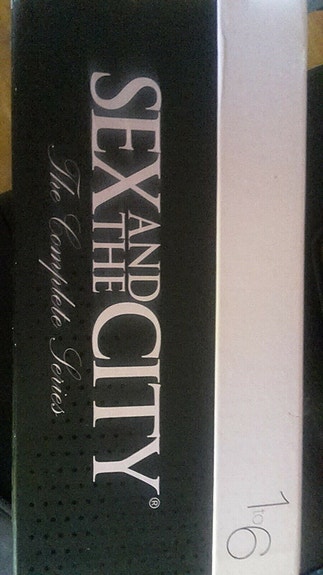 SEX AND THE CITY®
The Complete Series
1 to 6